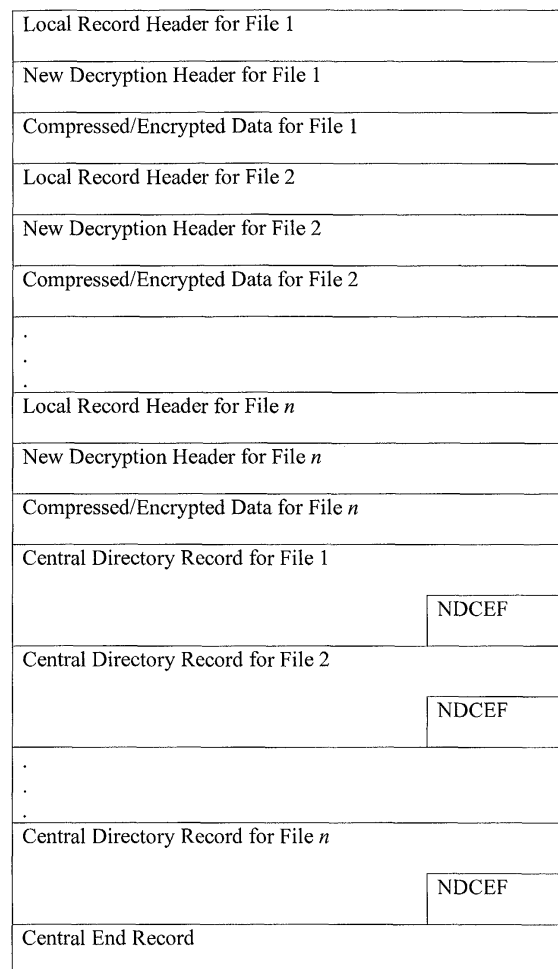 Local Record Header for File 1
New Decryption Header for File 1
Compressed/Encrypted Data for File 1
Local Record Header for File 2
New Decryption Header for File 2
Compressed/Encrypted Data for File 2
.
.
.
Local Record Header for File n
New Decryption Header for File n
Compressed/Encrypted Data for File n
Central Directory Record for File 1
NDCEF
Central Directory Record for File 2
NDCEF
.
.
.
Central Directory Record for File n
NDCEF
Central End Record